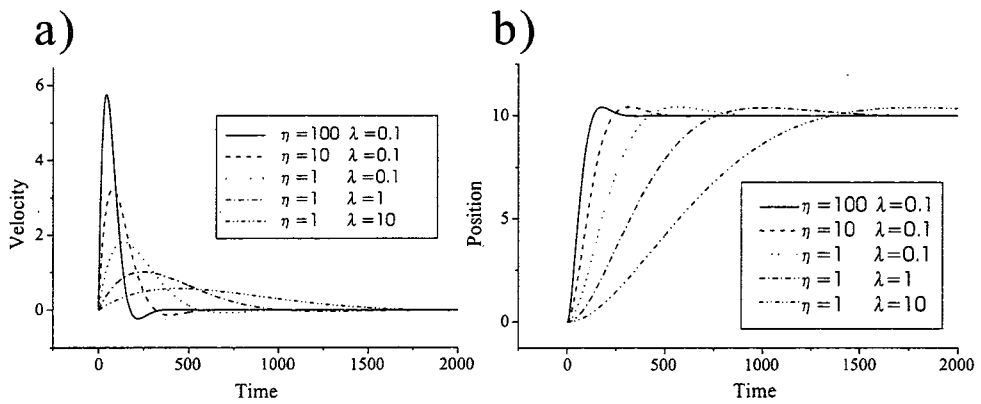 a)
Velocity
6
4
2
0
η = 100 λ = 0.1
η = 10 λ = 0.1
η = 1 λ = 0.1
η = 1 λ = 1
η = 1 λ = 10
0 500 1000 1500 2000
Time
b)
Position
10
5
0
η = 100 λ = 0.1
η = 10 λ = 0.1
η = 1 λ = 0.1
η = 1 λ = 1
η = 1 λ = 10
0 500 1000 1500 2000
Time